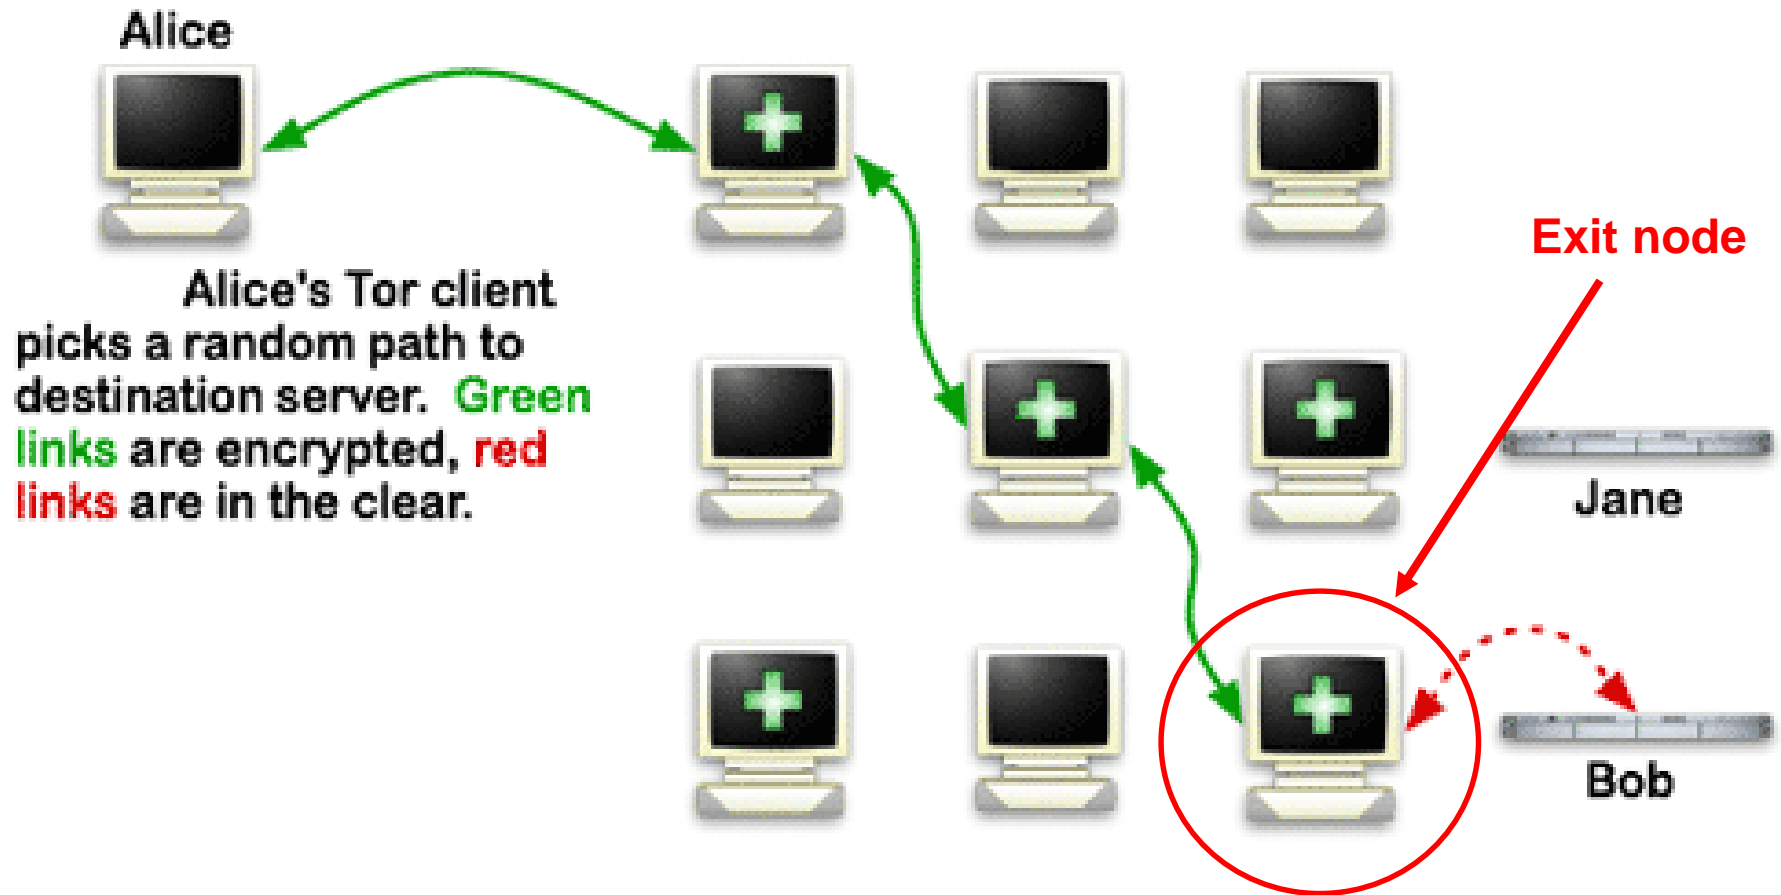 Alice
Alice's Tor client
picks a random path to
destination server. Green
links are encrypted, red
links are in the clear.
Exit node
Jane
Bob